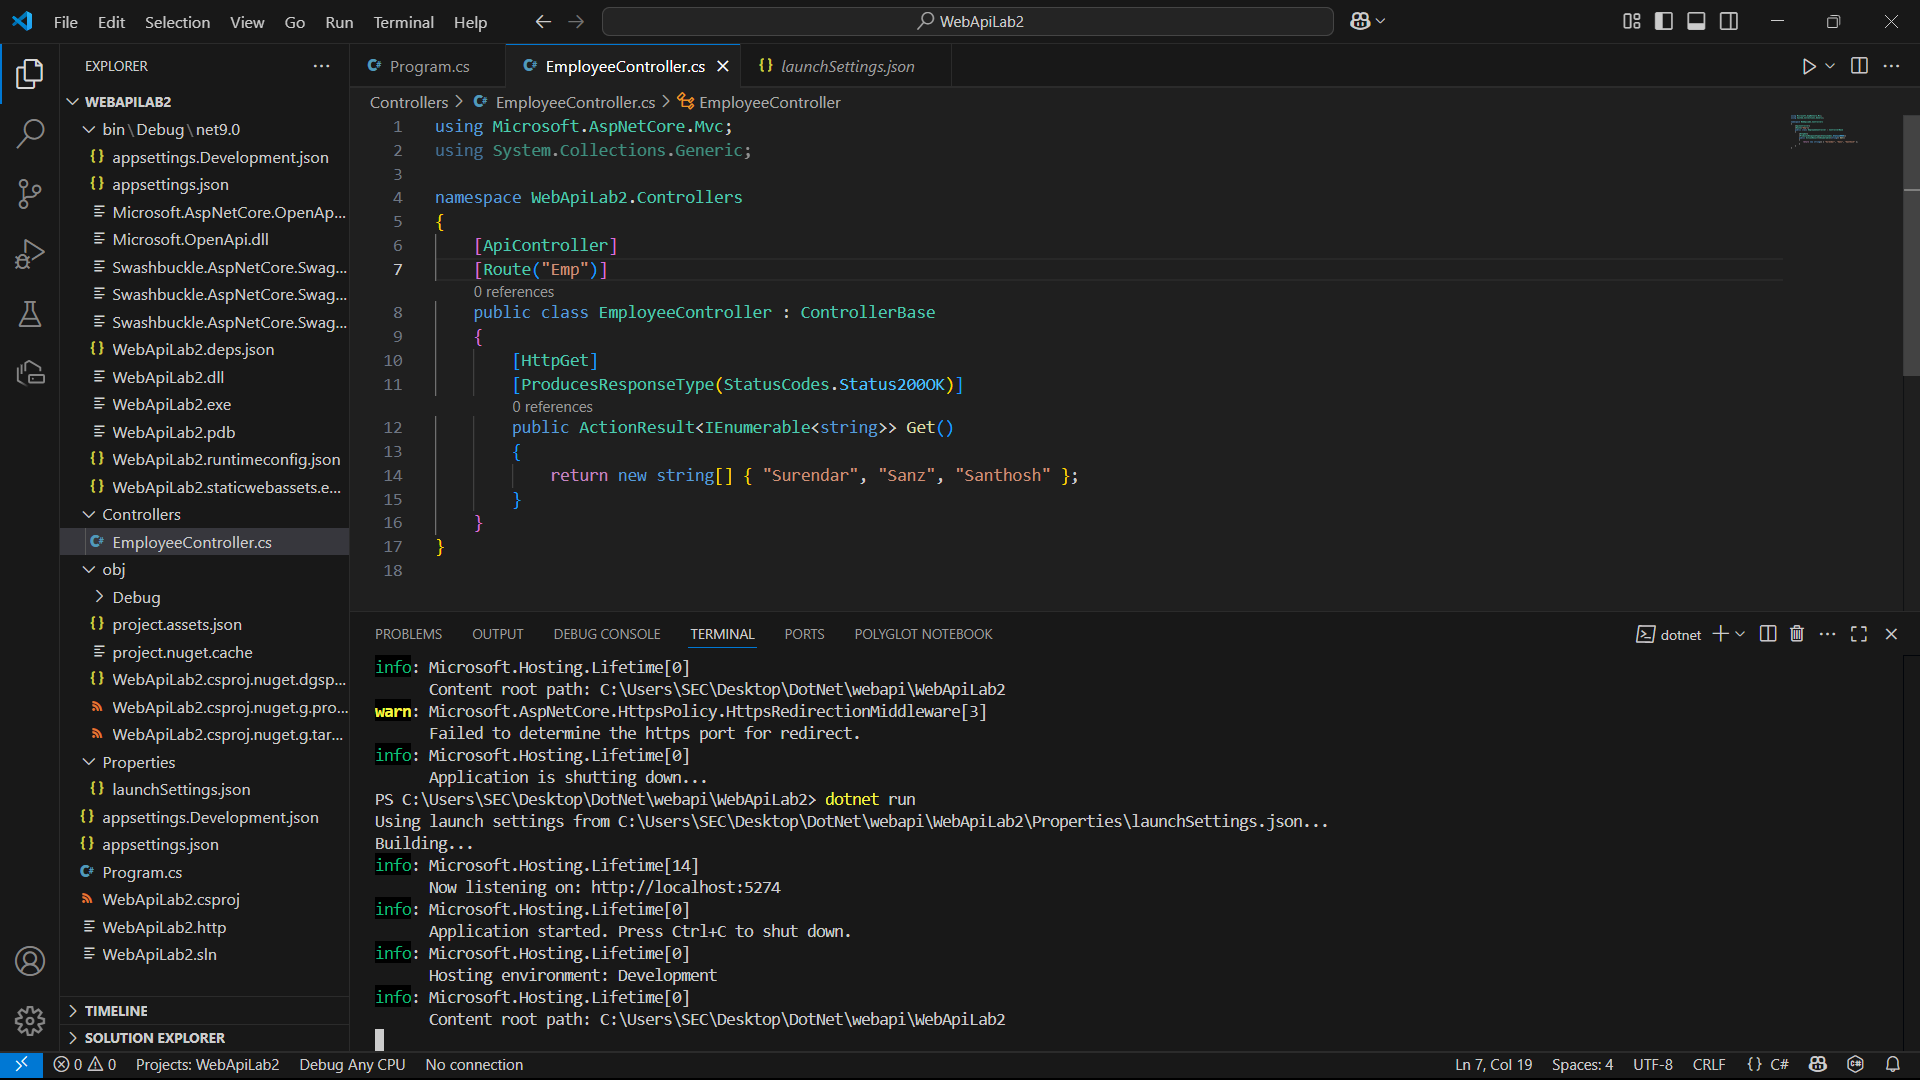 File Edit Selection View Go Run Terminal Help
WebApiLab2
EXPLORER
WEBAPILAB2
bin\Debug\net9.0
appsettings.Development.json
appsettings.json
Microsoft.AspNetCore.OpenAp...
Microsoft.OpenApi.dll
Swashbuckle.AspNetCore.Swag...
Swashbuckle.AspNetCore.Swag...
Swashbuckle.AspNetCore.Swag...
WebApiLab2.deps.json
WebApiLab2.dll
WebApiLab2.exe
WebApiLab2.pdb
WebApiLab2.runtimeconfig.json
WebApiLab2.staticwebassets.e...
Controllers
EmployeeController.cs
obj
Debug
project.assets.json
project.nuget.cache
WebApiLab2.csproj.nuget.dgsp...
WebApiLab2.csproj.nuget.g.pro...
WebApiLab2.csproj.nuget.g.tar...
Properties
launchSettings.json
appsettings.Development.json
appsettings.json
Program.cs
WebApiLab2.csproj
WebApiLab2.http
WebApiLab2.sln
TIMELINE
SOLUTION EXPLORER
Program.cs EmployeeController.cs launchSettings.json
Controllers > EmployeeController.cs > EmployeeController
1 using Microsoft.AspNetCore.Mvc;
2 using System.Collections.Generic;
3
4 namespace WebApiLab2.Controllers
5 {
6 [ApiController]
7 [Route("Emp")]
0 references
8 public class EmployeeController : ControllerBase
9 {
10 [HttpGet]
11 [ProducesResponseType(StatusCodes.Status200OK)]
0 references
12 public ActionResult<IEnumerable<string>> Get()
13 {
14 return new string[] { "Surendar", "Sanz", "Santhosh" };
15 }
16 }
17 }
18
PROBLEMS OUTPUT DEBUG CONSOLE TERMINAL PORTS POLYGLOT NOTEBOOK
dotnet
info: Microsoft.Hosting.Lifetime[0]
Content root path: C:\Users\SEC\Desktop\DotNet\webapi\WebApiLab2
warn: Microsoft.AspNetCore.HttpsPolicy.HttpsRedirectionMiddleware[3]
Failed to determine the https port for redirect.
info: Microsoft.Hosting.Lifetime[0]
Application is shutting down...
PS C:\Users\SEC\Desktop\DotNet\webapi\WebApiLab2> dotnet run
Using launch settings from C:\Users\SEC\Desktop\DotNet\webapi\WebApiLab2\Properties\launchSettings.json...
Building...
info: Microsoft.Hosting.Lifetime[14]
Now listening on: http://localhost:5274
info: Microsoft.Hosting.Lifetime[0]
Application started. Press Ctrl+C to shut down.
info: Microsoft.Hosting.Lifetime[0]
Hosting environment: Development
info: Microsoft.Hosting.Lifetime[0]
Content root path: C:\Users\SEC\Desktop\DotNet\webapi\WebApiLab2
0 0 Projects: WebApiLab2 Debug Any CPU No connection Ln 7, Col 19 Spaces: 4 UTF-8 CRLF {} C#